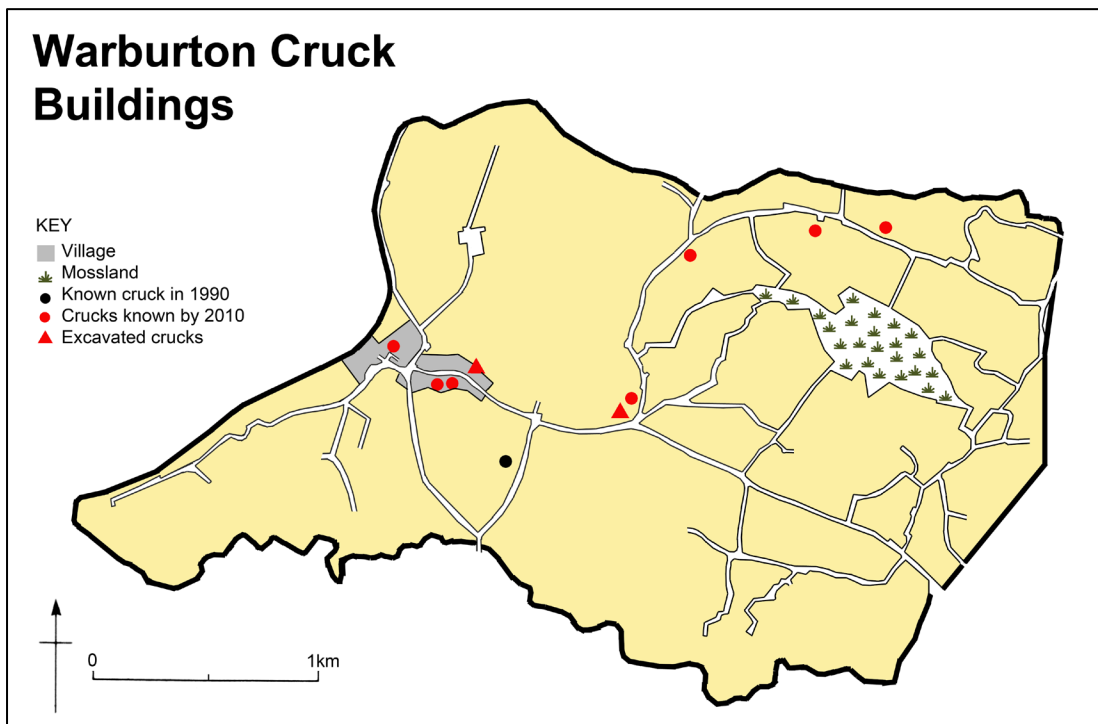 Warburton Cruck
Buildings
KEY
Village
Mossland
Known cruck in 1990
Crucks known by 2010
Excavated crucks
0 1km